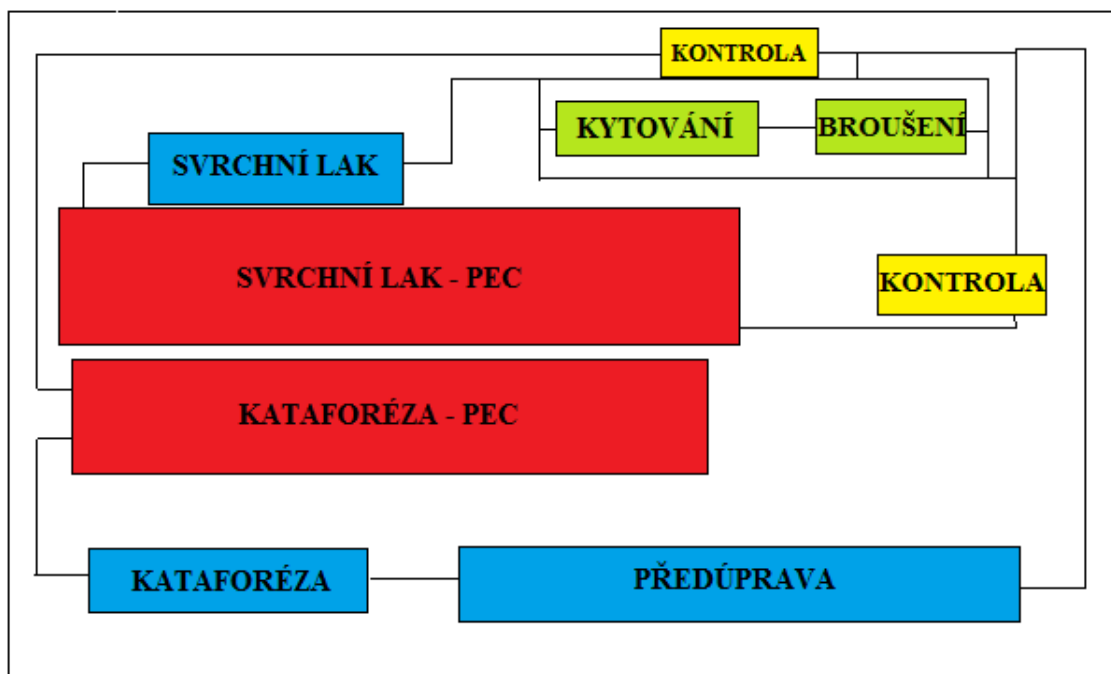 KONTROLA
KYTOVÁNÍ
BROUŠENÍ
SVRCHNÍ LAK
SVRCHNÍ LAK - PEC
KONTROLA
KATAFORÉZA - PEC
KATAFORÉZA
PŘEDÚPRAVA